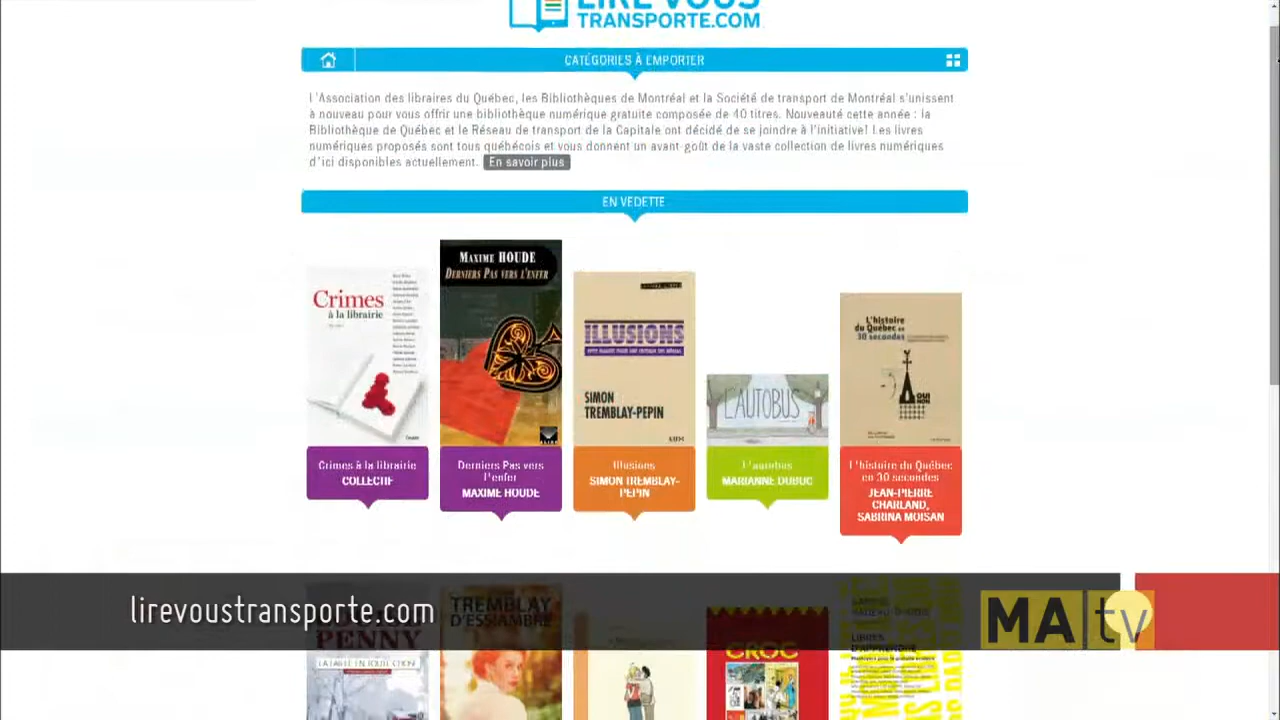 LIRE VOUS
TRANSPORTE.COM
CATÉGORIES À EMPORTER
L'Association des libraires du Québec, les Bibliothèques de Montréal et la Société de transport de Montréal s'unissent
à nouveau pour vous offrir une bibliothèque numérique gratuite composée de 40 titres. Nouveauté cette année : la
Bibliothèque de Québec et le Réseau de transport de la Capitale ont décidé de se joindre à l'initiative! Les livres
numériques proposés sont tous québécois et vous donnent un avant-goût de la vaste collection de livres numériques
d'ici disponibles actuellement. En savoir plus
EN VEDETTE
Crimes
à la librairie
MAXIME HOUDE
DERNIERS PAS VERS L'ENFER
ALIRE
ILLUSIONS
SIMON
TREMBLAY-PEPIN
LUX
L'AUTOBUS
L'histoire
du Québec en
30 secondes
OUI
NON
Crimes à la librairie
COLLECTIF
Derniers Pas vers
l'enfer
MAXIME HOUDE
Illusions
SIMON TREMBLAY-
PEPIN
L'autobus
MARIANNE DUBUC
L'histoire du Québec
en 30 secondes
JEAN-PIERRE
CHARLAND,
SABRINA MOISAN
lirevoustransporte.com
MAtv
PENNY
TREMBLAY
D'ESSIAMBRE
CROC
LIBRES
D'APPRENDRE